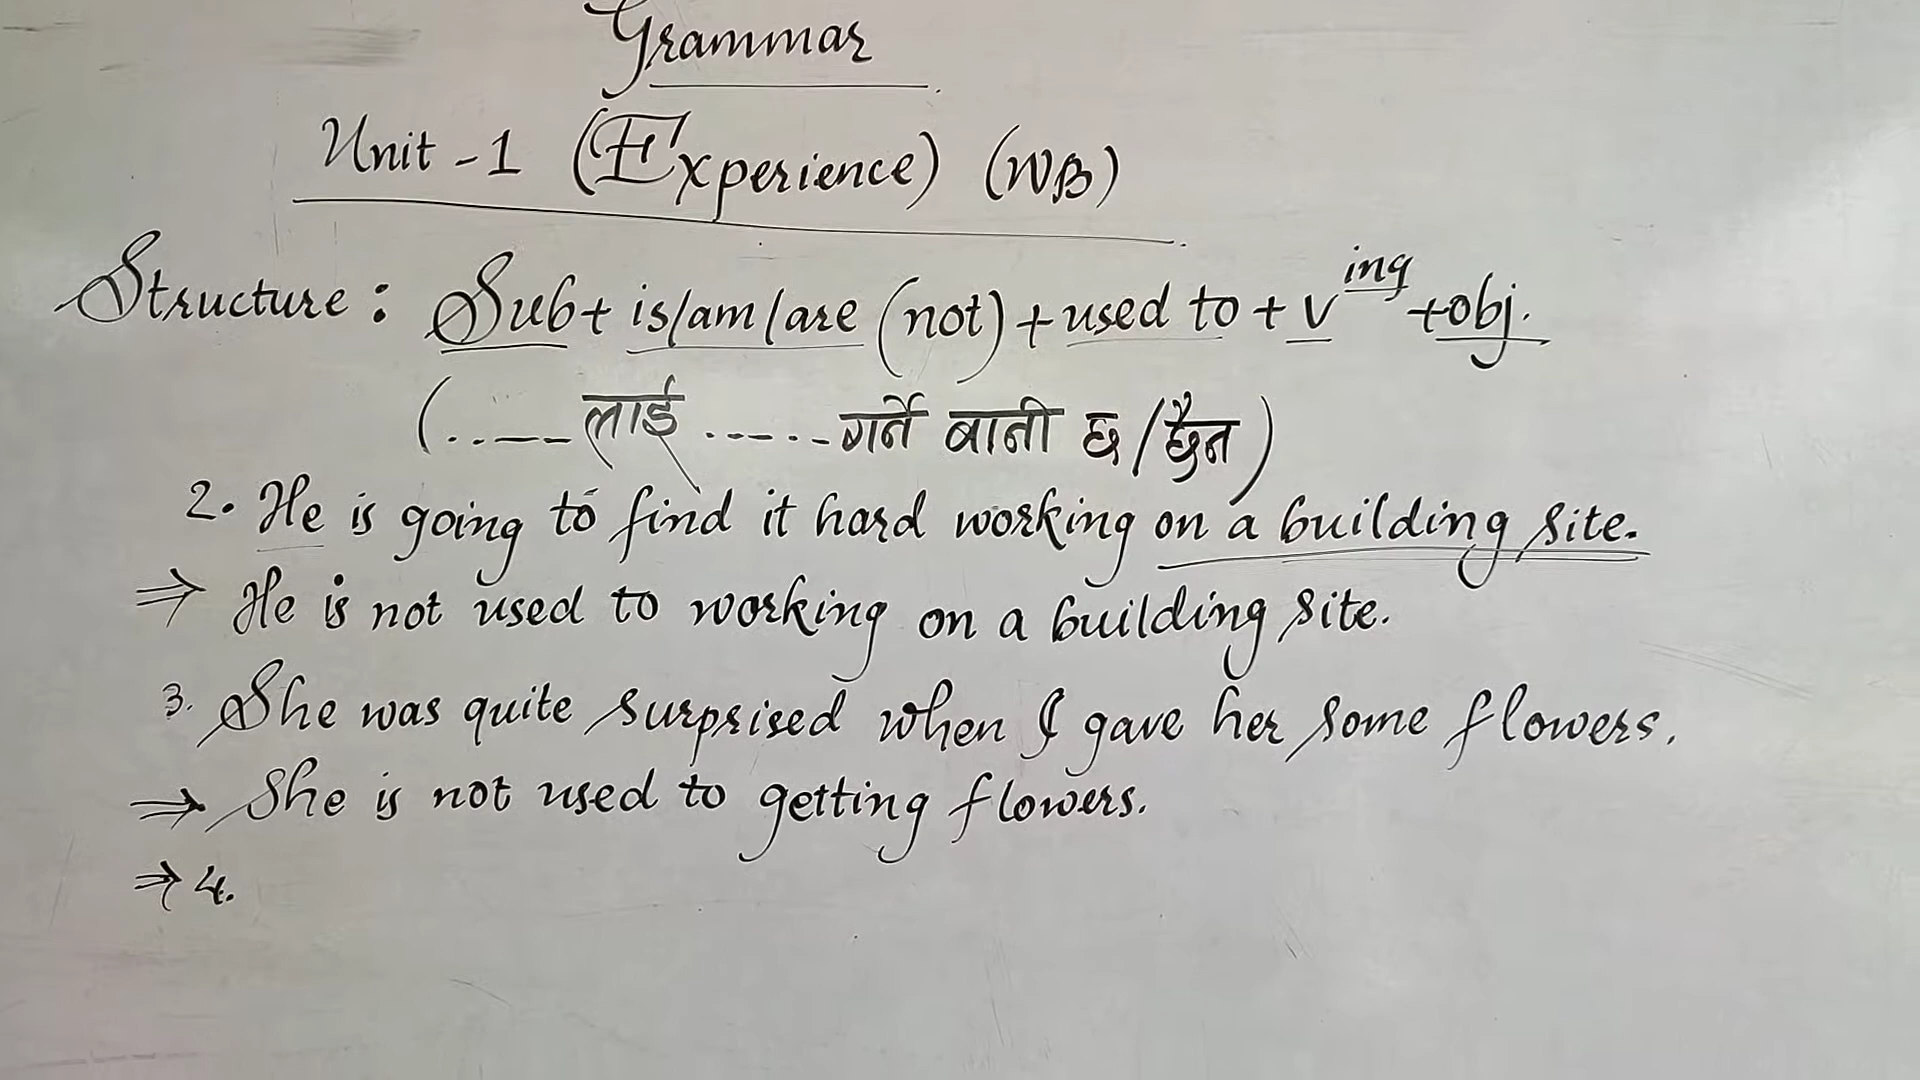 Grammar
Unit - 1 (Experience) (WB)
Structure : Sub + is/am/are (not) + used to + v ing + obj.
(..---- लाई ..---.- गर्ने बानी छ / छैन )
2. He is going to find it hard working on a building site.
⇒ He is not used to working on a building site.
3. She was quite surprised when I gave her some flowers.
⇒ She is not used to getting flowers.
⇒ 4.